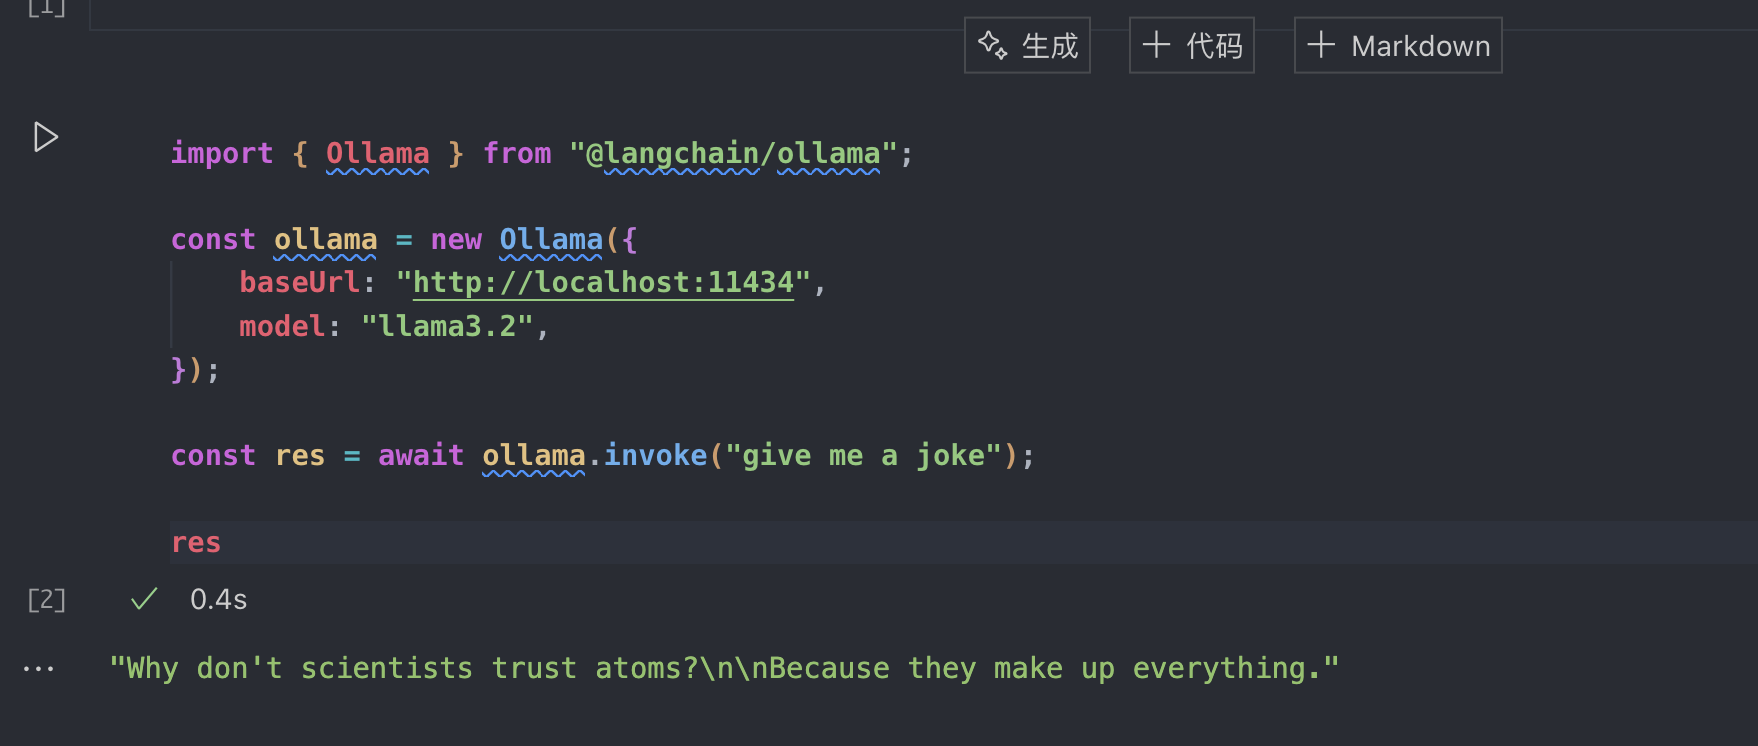 [1]
生成
代码
Markdown
import { Ollama } from "@langchain/ollama";
const ollama = new Ollama({
    baseUrl: "http://localhost:11434",
    model: "llama3.2",
});
const res = await ollama.invoke("give me a joke");
res
[2]
0.4s
"Why don't scientists trust atoms?\n\nBecause they make up everything."